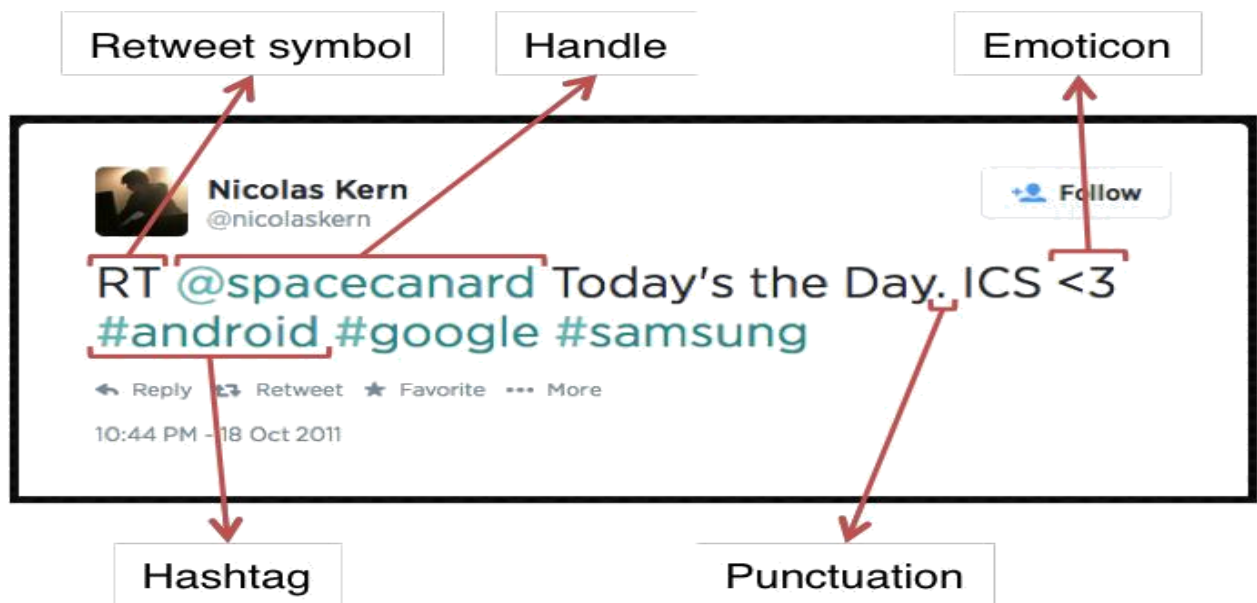 Retweet symbol Handle Emoticon
Nicolas Kern
@nicolaskern
Follow
RT @spacecanard Today's the Day. ICS <3
#android #google #samsung
Reply Retweet Favorite More
10:44 PM - 18 Oct 2011
Hashtag Punctuation